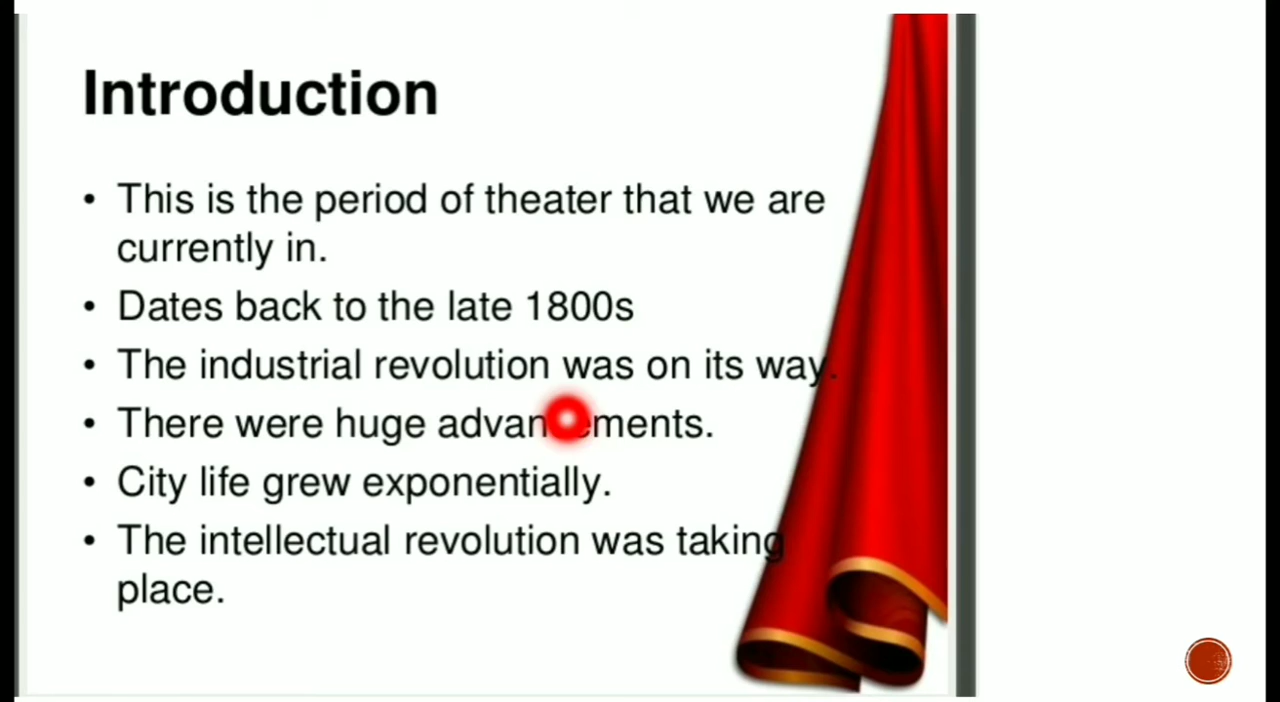 Introduction
• This is the period of theater that we are
currently in.
• Dates back to the late 1800s
• The industrial revolution was on its way.
• There were huge advancements.
• City life grew exponentially.
• The intellectual revolution was taking
place.